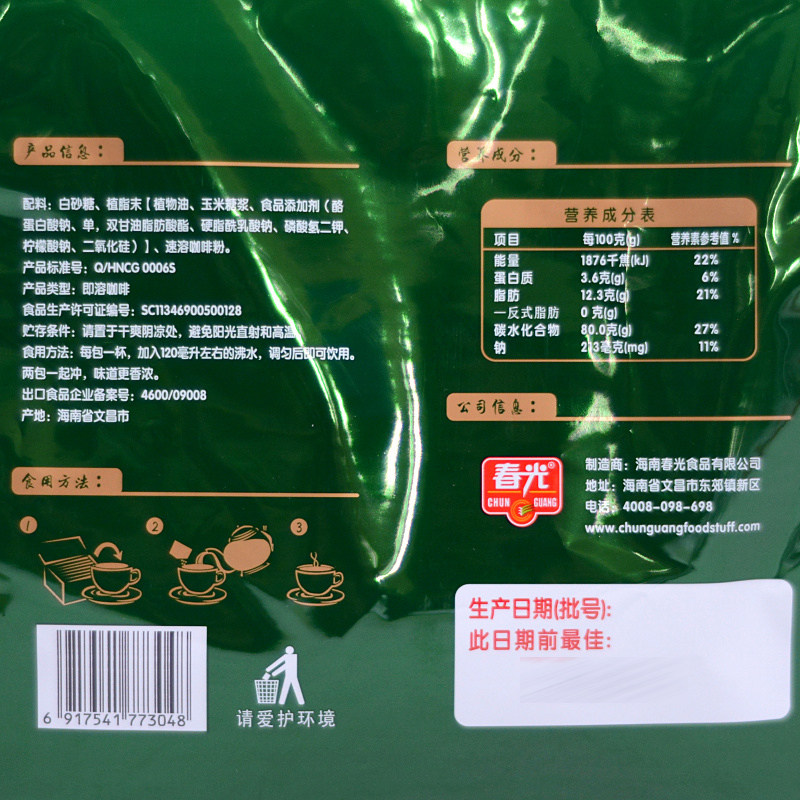 产品信息：
配料：白砂糖、植脂末【植物油、玉米糖浆、食品添加剂（酪
蛋白酸钠、单，双甘油脂肪酸酯、硬脂酰乳酸钠、磷酸氢二钾、
柠檬酸钠、二氧化硅）】、速溶咖啡粉。
产品标准号：Q/HNCG 0006S
产品类型：即溶咖啡
食品生产许可证编号：SC11346900500128
贮存条件：请置于干爽阴凉处，避免阳光直射和高温
食用方法：每包一杯，加入120毫升左右的沸水，调匀后即可饮用。
两包一起冲，味道更香浓。
出口食品企业备案号：4600/09008
产地：海南省文昌市
食用方法：
1
2
3
6 917541 773048
请爱护环境
营养成分：
营养成分表
项目 每100克(g) 营养素参考值 %
能量 1876千焦(kJ) 22%
蛋白质 3.6克(g) 6%
脂肪 12.3克(g) 21%
—反式脂肪 0 克(g)
碳水化合物 80.0克(g) 27%
钠 213毫克(mg) 11%
公司信息：
春光®
CHUN GUANG
制造商：海南春光食品有限公司
地址：海南省文昌市东郊镇新区
电话：4008-098-698
www.chunguangfoodstuff.com
生产日期(批号):
此日期前最佳: